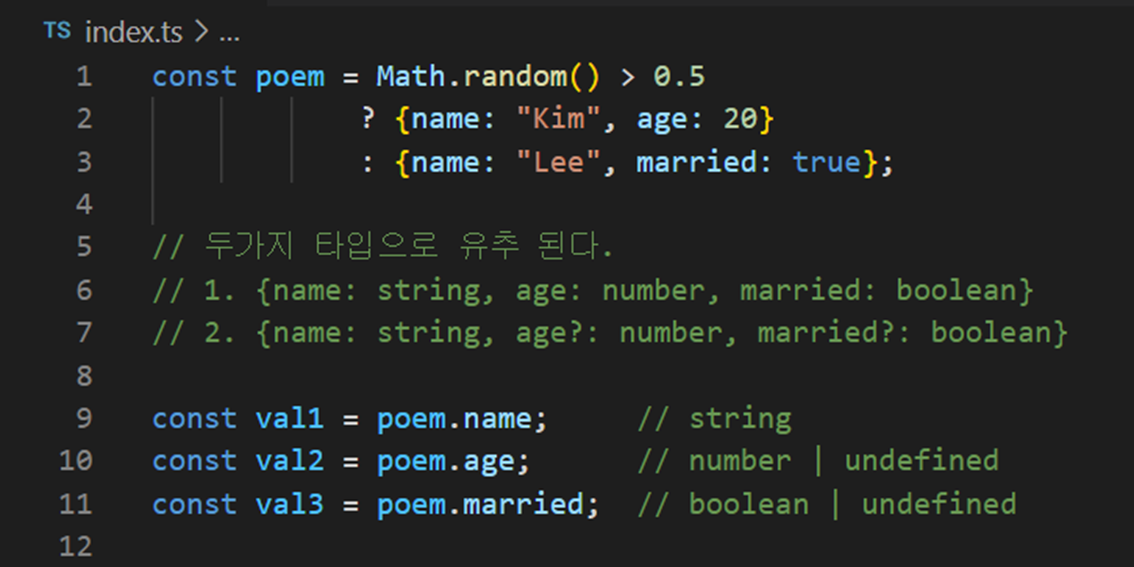 TS index.ts > ...
1 const poem = Math.random() > 0.5
2 ? {name: "Kim", age: 20}
3 : {name: "Lee", married: true};
4
5 // 두가지 타입으로 유추 된다.
6 // 1. {name: string, age: number, married: boolean}
7 // 2. {name: string, age?: number, married?: boolean}
8
9 const val1 = poem.name; // string
10 const val2 = poem.age; // number | undefined
11 const val3 = poem.married; // boolean | undefined
12